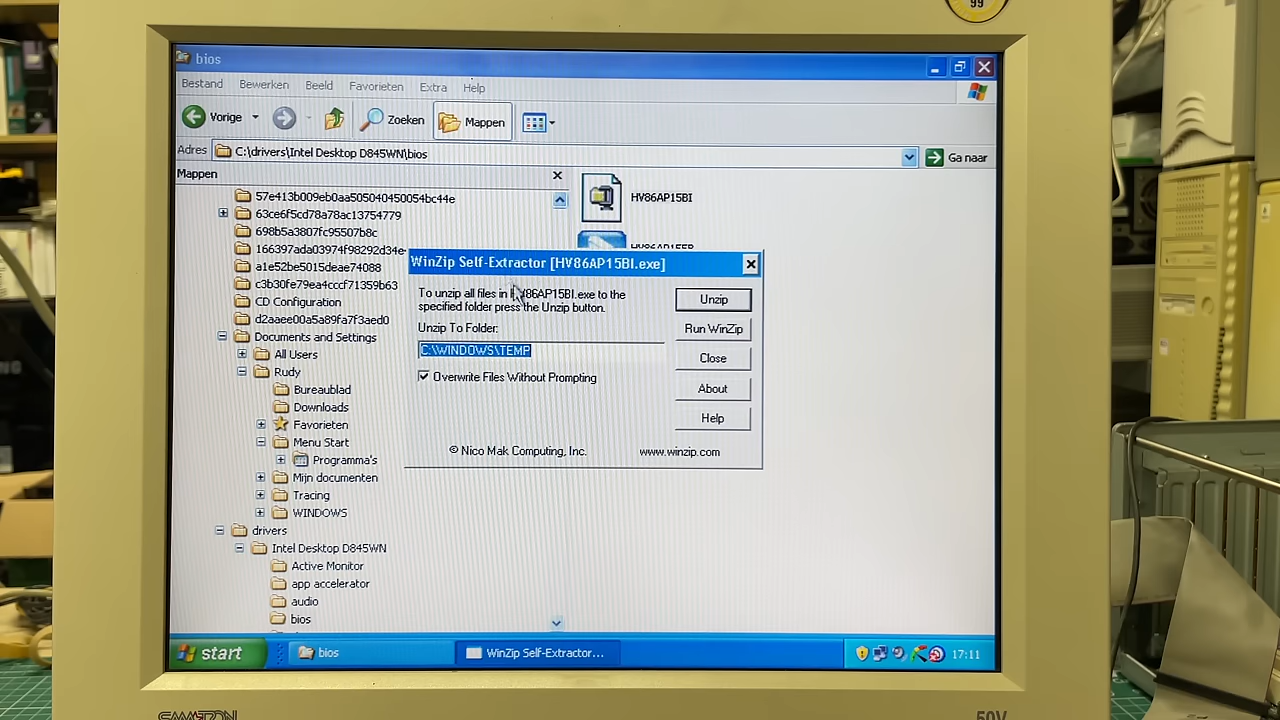 99
bios
Bestand Bewerken Beeld Favorieten Extra Help
Vorige Zoeken Mappen
Adres C:\drivers\Intel Desktop D845WN\bios Ga naar
Mappen
57e413b009eb0aa505040450054bc44e
63ce6f5cd78a78ac13754779
698b5a3807fc95507b8c
166397ada03974f98292d34e
a1e52be5015deae74088
c3b30fe79ea4cccf71359b63
CD Configuration
d2aaee00a5a89fa7f3aed0
Documents and Settings
All Users
Rudy
Bureaublad
Downloads
Favorieten
Menu Start
Programma's
Mijn documenten
Tracing
WINDOWS
drivers
Intel Desktop D845WN
Active Monitor
app accelerator
audio
bios
HV86AP15BI
WinZip Self-Extractor [HV86AP15BI.exe]
To unzip all files in HV86AP15BI.exe to the
specified folder press the Unzip button.
Unzip To Folder:
C:\WINDOWS\TEMP
Overwrite Files Without Prompting
Unzip
Run WinZip
Close
About
Help
© Nico Mak Computing, Inc. www.winzip.com
start bios WinZip Self-Extractor... 17:11
SAMTRON 50V